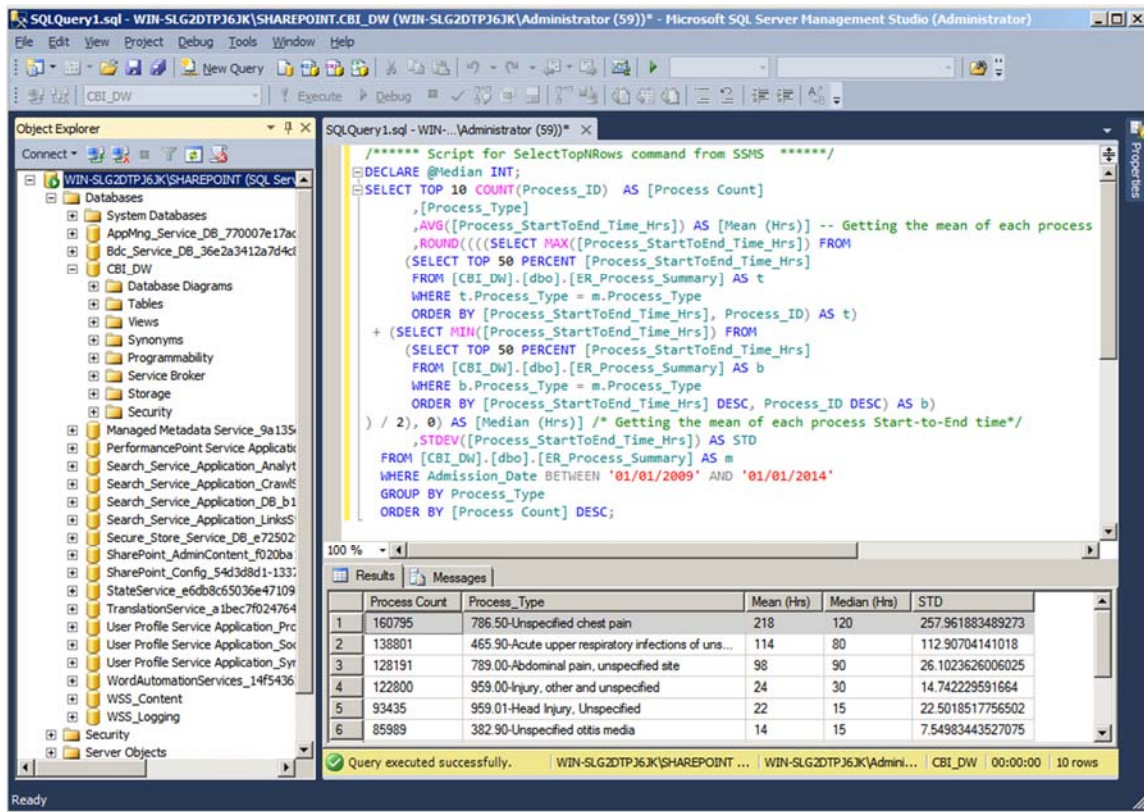 SQLQuery1.sql - WIN-SLG2DTPJ6JK\SHAREPOINT.CBI_DW (WIN-SLG2DTPJ6JK\Administrator (59))* - Microsoft SQL Server Management Studio (Administrator)
File Edit View Project Debug Tools Window Help
New Query
CBI_DW Execute Debug
Object Explorer
Connect
WIN-SLG2DTPJ6JK\SHAREPOINT (SQL Serv
Databases
System Databases
AppMng_Service_DB_770007e17ac
Bdc_Service_DB_36e2a3412a7d4c8
CBI_DW
Database Diagrams
Tables
Views
Synonyms
Programmability
Service Broker
Storage
Security
Managed Metadata Service_9a135
PerformancePoint Service Applicatio
Search_Service_Application_Analyt
Search_Service_Application_CrawlS
Search_Service_Application_DB_b1
Search_Service_Application_LinksS
Secure_Store_Service_DB_e72502
SharePoint_AdminContent_f020ba
SharePoint_Config_54d3d8d1-1337
StateService_e6db8c65036e47109
TranslationService_a1bec7f024764
User Profile Service Application_Pro
User Profile Service Application_Soc
User Profile Service Application_Syn
WordAutomationServices_14f5436
WSS_Content
WSS_Logging
Security
Server Objects
SQLQuery1.sql - WIN-...\Administrator (59))*
/****** Script for SelectTopNRows command from SSMS ******/
DECLARE @Median INT;
SELECT TOP 10 COUNT(Process_ID) AS [Process Count]
,[Process_Type]
,AVG([Process_StartToEnd_Time_Hrs]) AS [Mean (Hrs)] -- Getting the mean of each process
,ROUND((((SELECT MAX([Process_StartToEnd_Time_Hrs]) FROM
(SELECT TOP 50 PERCENT [Process_StartToEnd_Time_Hrs]
FROM [CBI_DW].[dbo].[ER_Process_Summary] AS t
WHERE t.Process_Type = m.Process_Type
ORDER BY [Process_StartToEnd_Time_Hrs], Process_ID) AS t)
+ (SELECT MIN([Process_StartToEnd_Time_Hrs]) FROM
(SELECT TOP 50 PERCENT [Process_StartToEnd_Time_Hrs]
FROM [CBI_DW].[dbo].[ER_Process_Summary] AS b
WHERE b.Process_Type = m.Process_Type
ORDER BY [Process_StartToEnd_Time_Hrs] DESC, Process_ID DESC) AS b)
) / 2), 0) AS [Median (Hrs)] /* Getting the mean of each process Start-to-End time*/
,STDEV([Process_StartToEnd_Time_Hrs]) AS STD
FROM [CBI_DW].[dbo].[ER_Process_Summary] AS m
WHERE Admission_Date BETWEEN '01/01/2009' AND '01/01/2014'
GROUP BY Process_Type
ORDER BY [Process Count] DESC;
Properties
100 %
Results Messages
Process Count Process_Type Mean (Hrs) Median (Hrs) STD
1 160795 786.50-Unspecified chest pain 218 120 257.961883489273
2 138801 465.90-Acute upper respiratory infections of uns... 114 80 112.90704141018
3 128191 789.00-Abdominal pain, unspecified site 98 90 26.1023626006025
4 122800 959.00-Injury, other and unspecified 24 30 14.742229591664
5 93435 959.01-Head Injury, Unspecified 22 15 22.5018517756502
6 85989 382.90-Unspecified otitis media 14 15 7.54983443527075
Query executed successfully. WIN-SLG2DTPJ6JK\SHAREPOINT ... WIN-SLG2DTPJ6JK\Admini... CBI_DW 00:00:00 10 rows
Ready